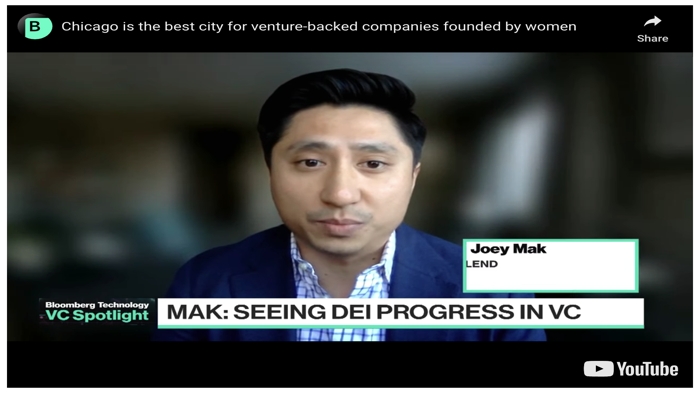 B
Chicago is the best city for venture-backed companies founded by women
Share
Joey Mak
LEND
Bloomberg Technology
VC Spotlight
MAK: SEEING DEI PROGRESS IN VC
YouTube